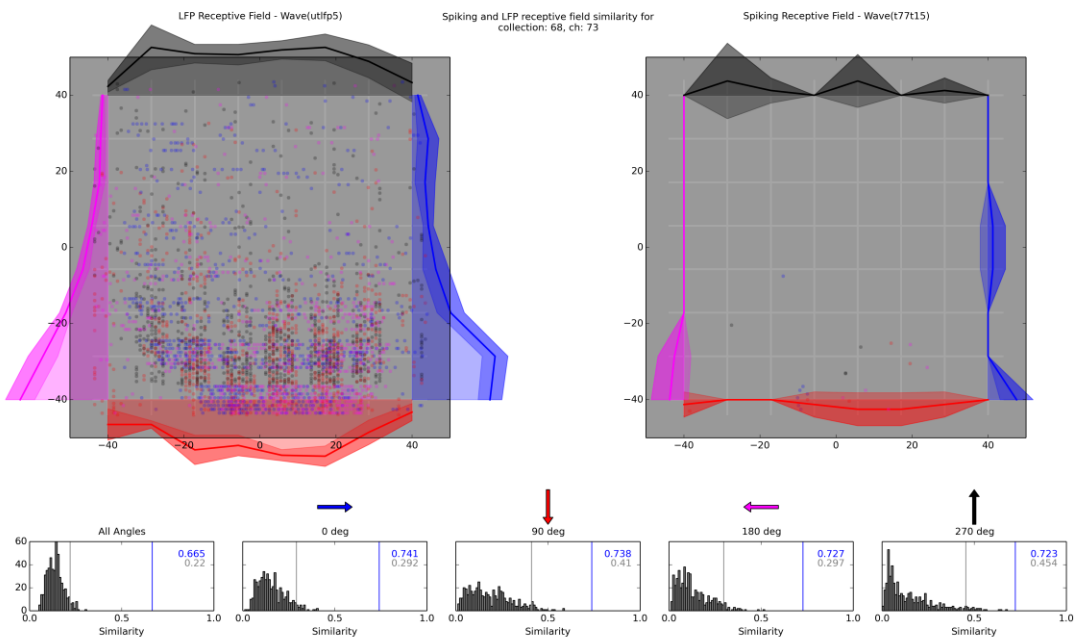 LFP Receptive Field - Wave(utlfp5)
Spiking and LFP receptive field similarity for
collection: 68, ch: 73
Spiking Receptive Field - Wave(t77t15)
40
20
0
−20
−40
−40 −20 0 20 40
40
20
0
−20
−40
−40 −20 0 20 40
All Angles
60
40
20
0
0.665
0.22
0.0 0.5 1.0
Similarity
0 deg
0.741
0.292
0.0 0.5 1.0
Similarity
90 deg
0.738
0.41
0.0 0.5 1.0
Similarity
180 deg
0.727
0.297
0.0 0.5 1.0
Similarity
270 deg
0.723
0.454
0.0 0.5 1.0
Similarity